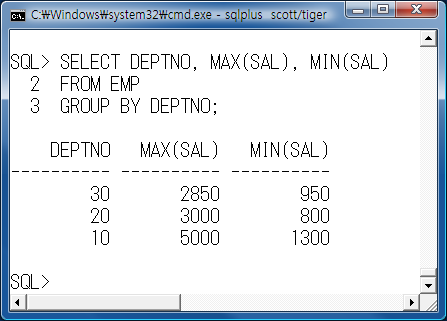 C:₩Windows₩system32₩cmd.exe - sqlplus  scott/tiger
SQL> SELECT DEPTNO, MAX(SAL), MIN(SAL)
  2  FROM EMP
  3  GROUP BY DEPTNO;
    DEPTNO   MAX(SAL)   MIN(SAL)
---------- ---------- ----------
        30       2850        950
        20       3000        800
        10       5000       1300
SQL>